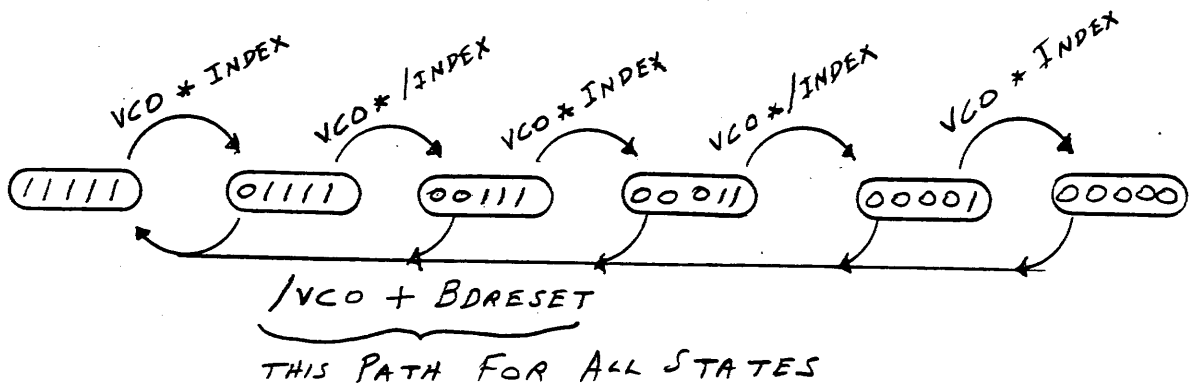 VCO * INDEX
VCO * /INDEX
VCO * INDEX
VCO * /INDEX
VCO * INDEX
11111
01111
00111
00011
00001
00000
/VCO + BDRESET
THIS PATH FOR ALL STATES